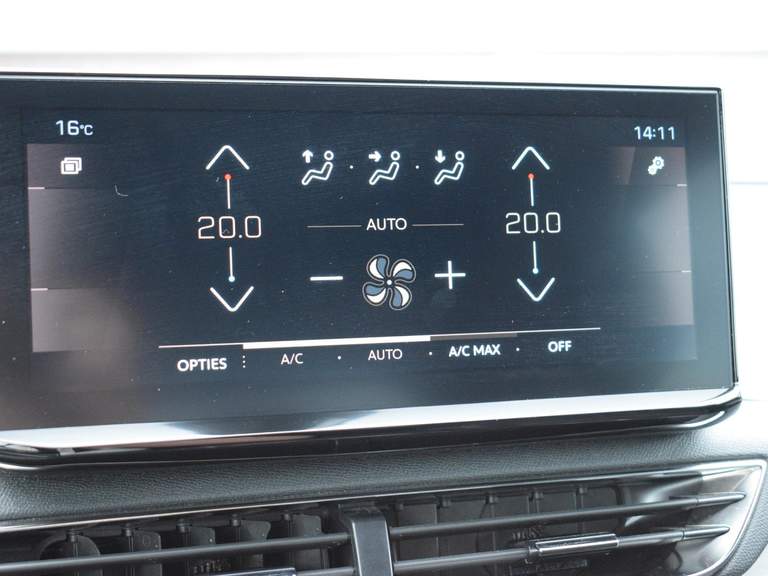 16°C 14:11
20.0 20.0
AUTO
OPTIES A/C AUTO A/C MAX OFF